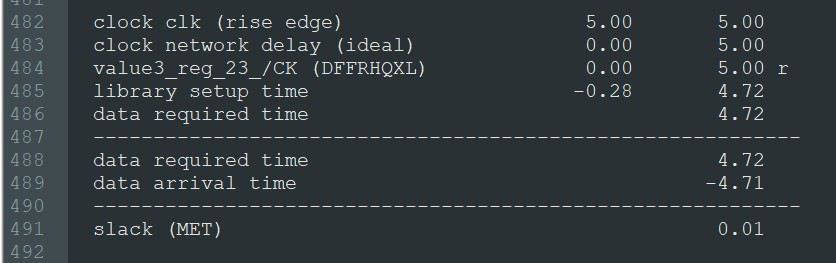 482 clock clk (rise edge) 5.00 5.00
483 clock network delay (ideal) 0.00 5.00
484 value3_reg_23_/CK (DFFRHQXL) 0.00 5.00 r
485 library setup time -0.28 4.72
486 data required time 4.72
487 ------------------------------------------------------------
488 data required time 4.72
489 data arrival time -4.71
490 ------------------------------------------------------------
491 slack (MET) 0.01
492